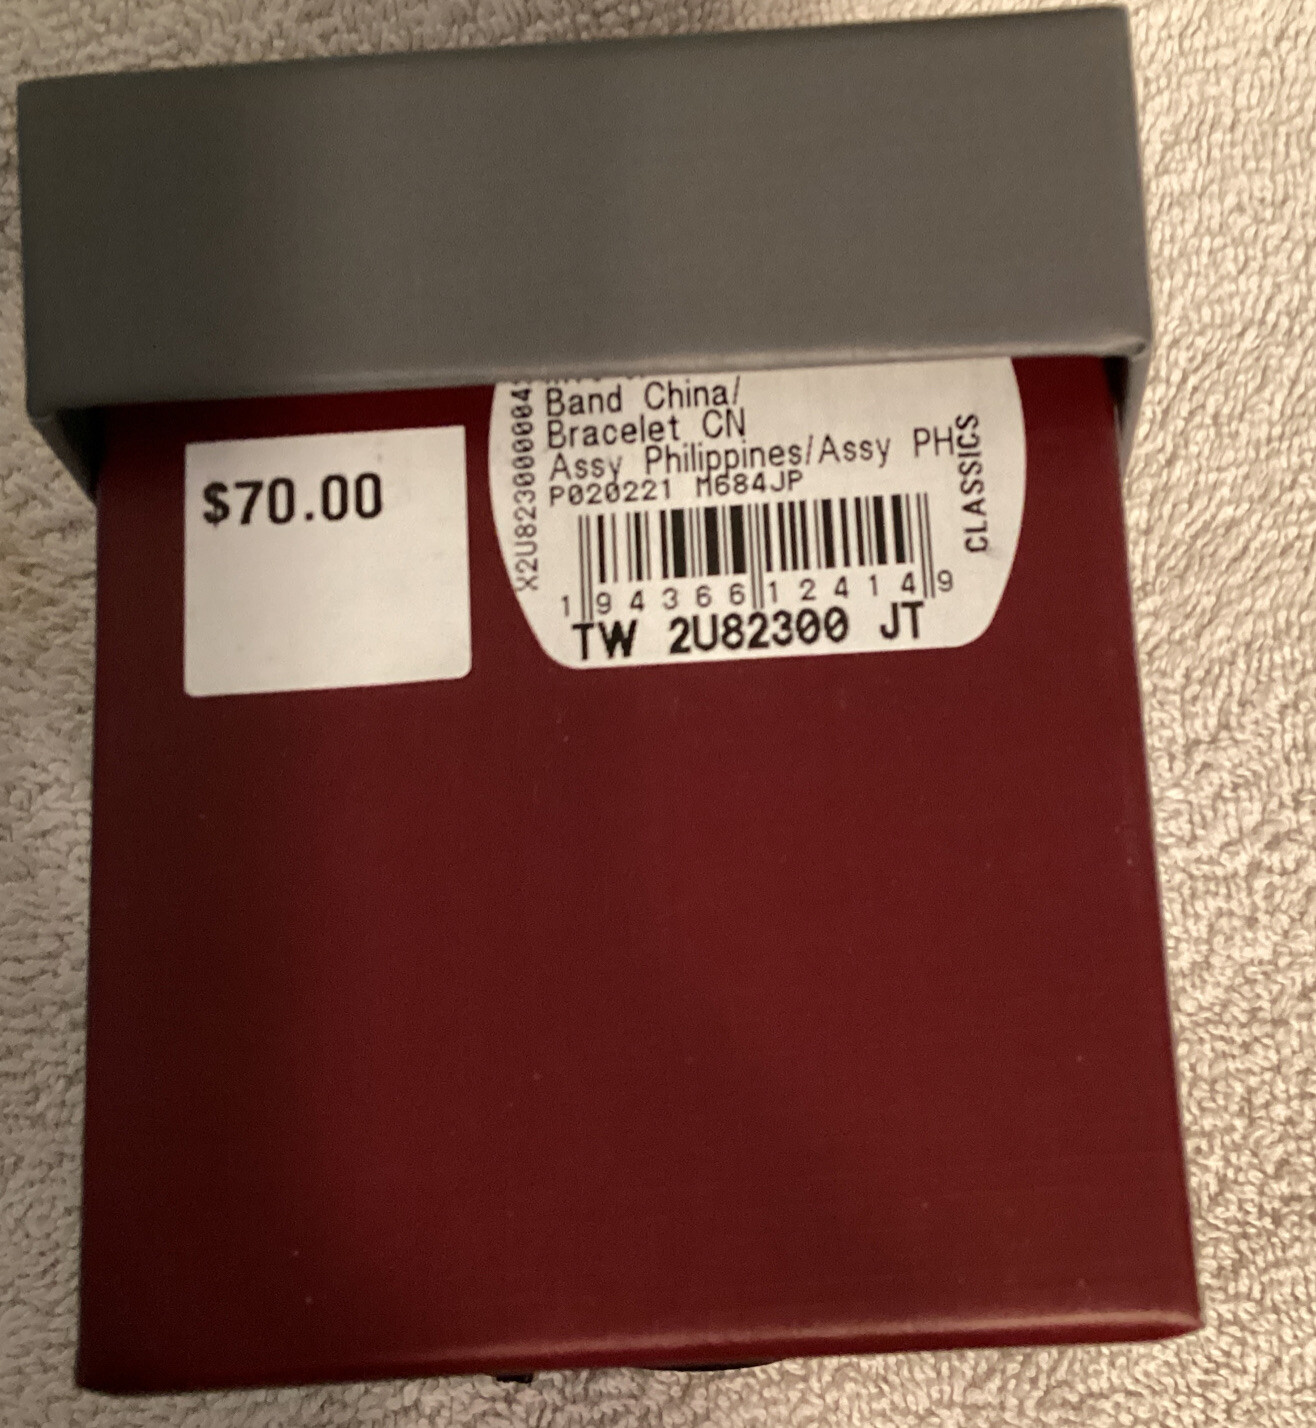 $70.00
Band China/
Bracelet CN
Assy Philippines/Assy PH
P020221 M684JP
CLASSICS
1 94366 12414 9
TW 2U82300 JT